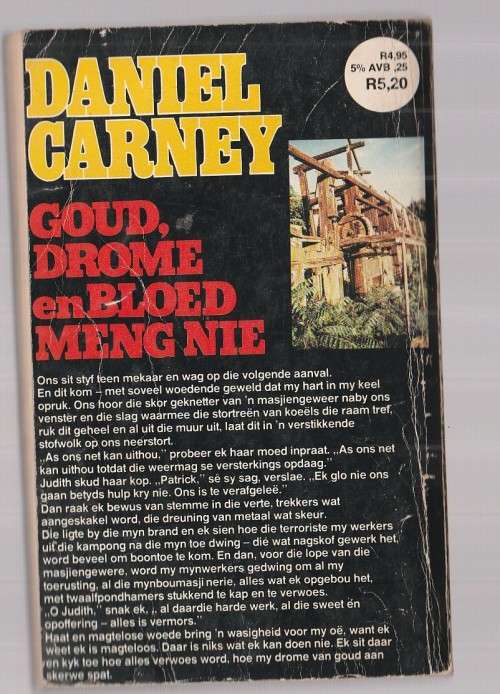 DANIEL
CARNEY
R4,95
5% AVB ,25
R5,20
GOUD,
DROME
en BLOED
MENG NIE
Ons sit styf teen mekaar en wag op die volgende aanval.
En dit kom – met soveel woedende geweld dat my hart in my keel
opruk. Ons hoor die skor geknetter van 'n masjiengeweer naby ons
venster en die slag waarmee die stortreën van koeëls die raam tref,
ruk dit geheel en al uit die muur uit, laat dit in 'n verstikkende
stofwolk op ons neerstort.
„As ons net kan uithou,” probeer ek haar moed inpraat. „As ons net
kan uithou totdat die weermag se versterkings opdaag.”
Judith skud haar kop. „Patrick,” sê sy sag, verslae. „Ek glo nie ons
gaan betyds hulp kry nie. Ons is te verafgeleë.”
Dan raak ek bewus van stemme in die verte, trekkers wat
aangeskakel word, die dreuning van metaal wat skeur.
Die ligte by die myn brand en ek sien hoe die terroriste my werkers
uit die kampong na die myn toe dwing – dié wat nagskof gewerk het,
word beveel om boontoe te kom. En dan, voor die lope van die
masjiengewere, word my mynwerkers gedwing om al my
toerusting, al die mynboumasjinerie, alles wat ek opgebou het,
met twaalfpondhamers stukkend te kap en te verwoes.
„O Judith,” snak ek, „ al daardie harde werk, al die sweet en
opoffering – alles is vermors.”
Haat en magtelose woede bring 'n wasigheid voor my oë, want ek
weet ek is magteloos. Daar is niks wat ek kan doen nie. Ek sit daar
en kyk toe hoe alles verwoes word, hoe my drome van goud aan
skerwe spat.